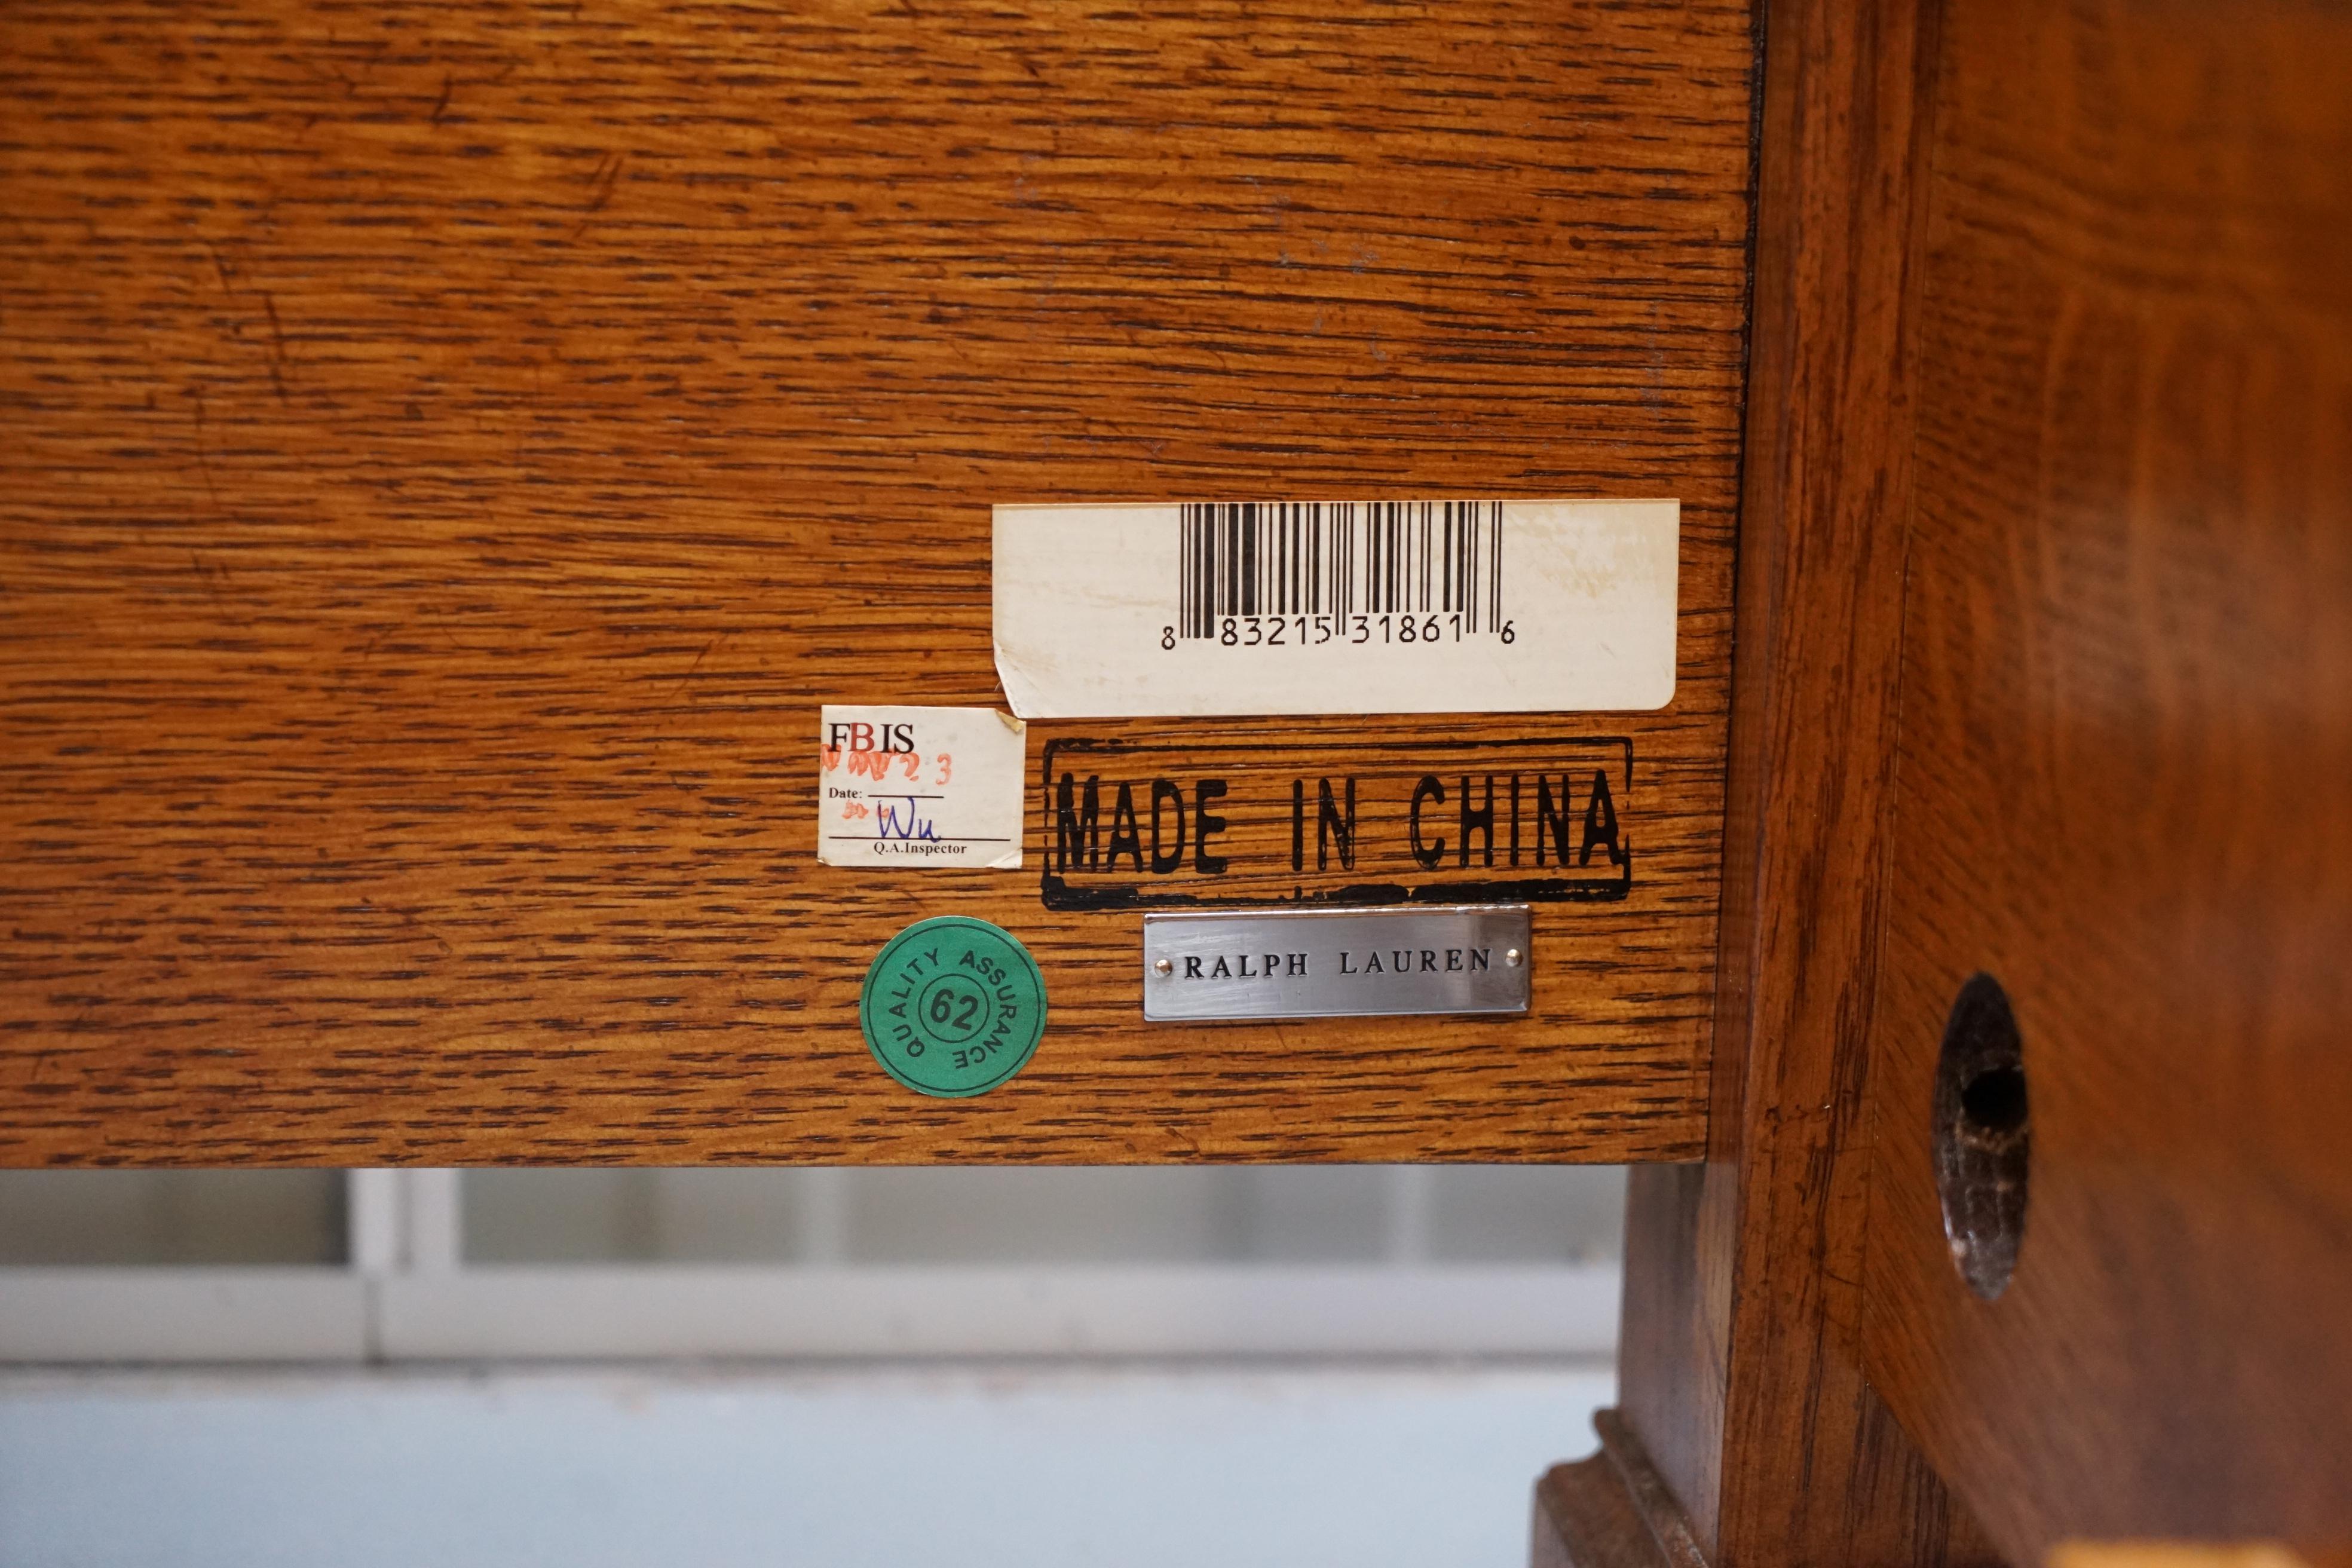 8 83215 31861 6
FBIS
Date:
Wu
Q.A.Inspector
MADE IN CHINA
RALPH LAUREN
QUALITY ASSURANCE
62